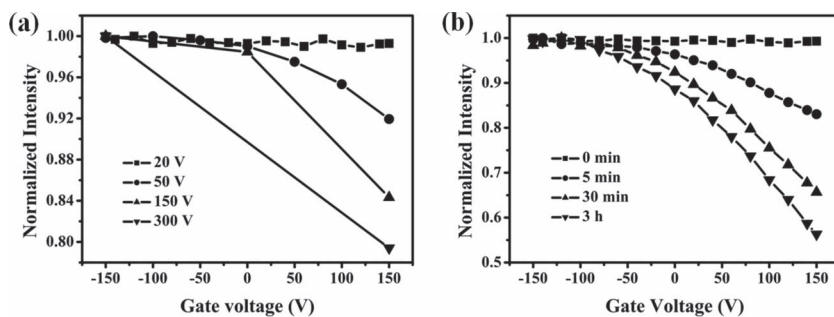 (a)
Normalized Intensity
1.00
0.96
0.92
0.88
0.84
0.80
20 V
50 V
150 V
300 V
-150 -100 -50 0 50 100 150
Gate voltage (V)
(b)
Normalized Intensity
1.0
0.9
0.8
0.7
0.6
0.5
0 min
5 min
30 min
3 h
-150 -100 -50 0 50 100 150
Gate Voltage (V)